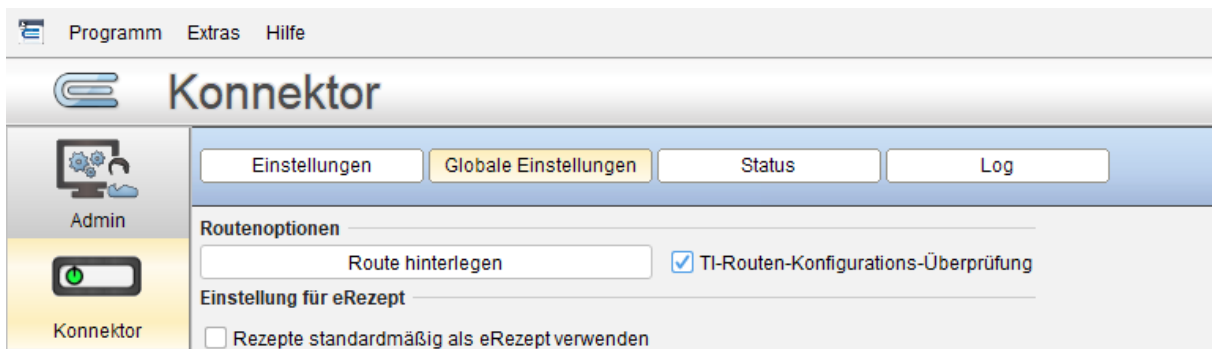 Programm Extras Hilfe
Konnektor
Einstellungen Globale Einstellungen Status Log
Admin
Routenoptionen
Route hinterlegen TI-Routen-Konfigurations-Überprüfung
Einstellung für eRezept
Konnektor
Rezepte standardmäßig als eRezept verwenden